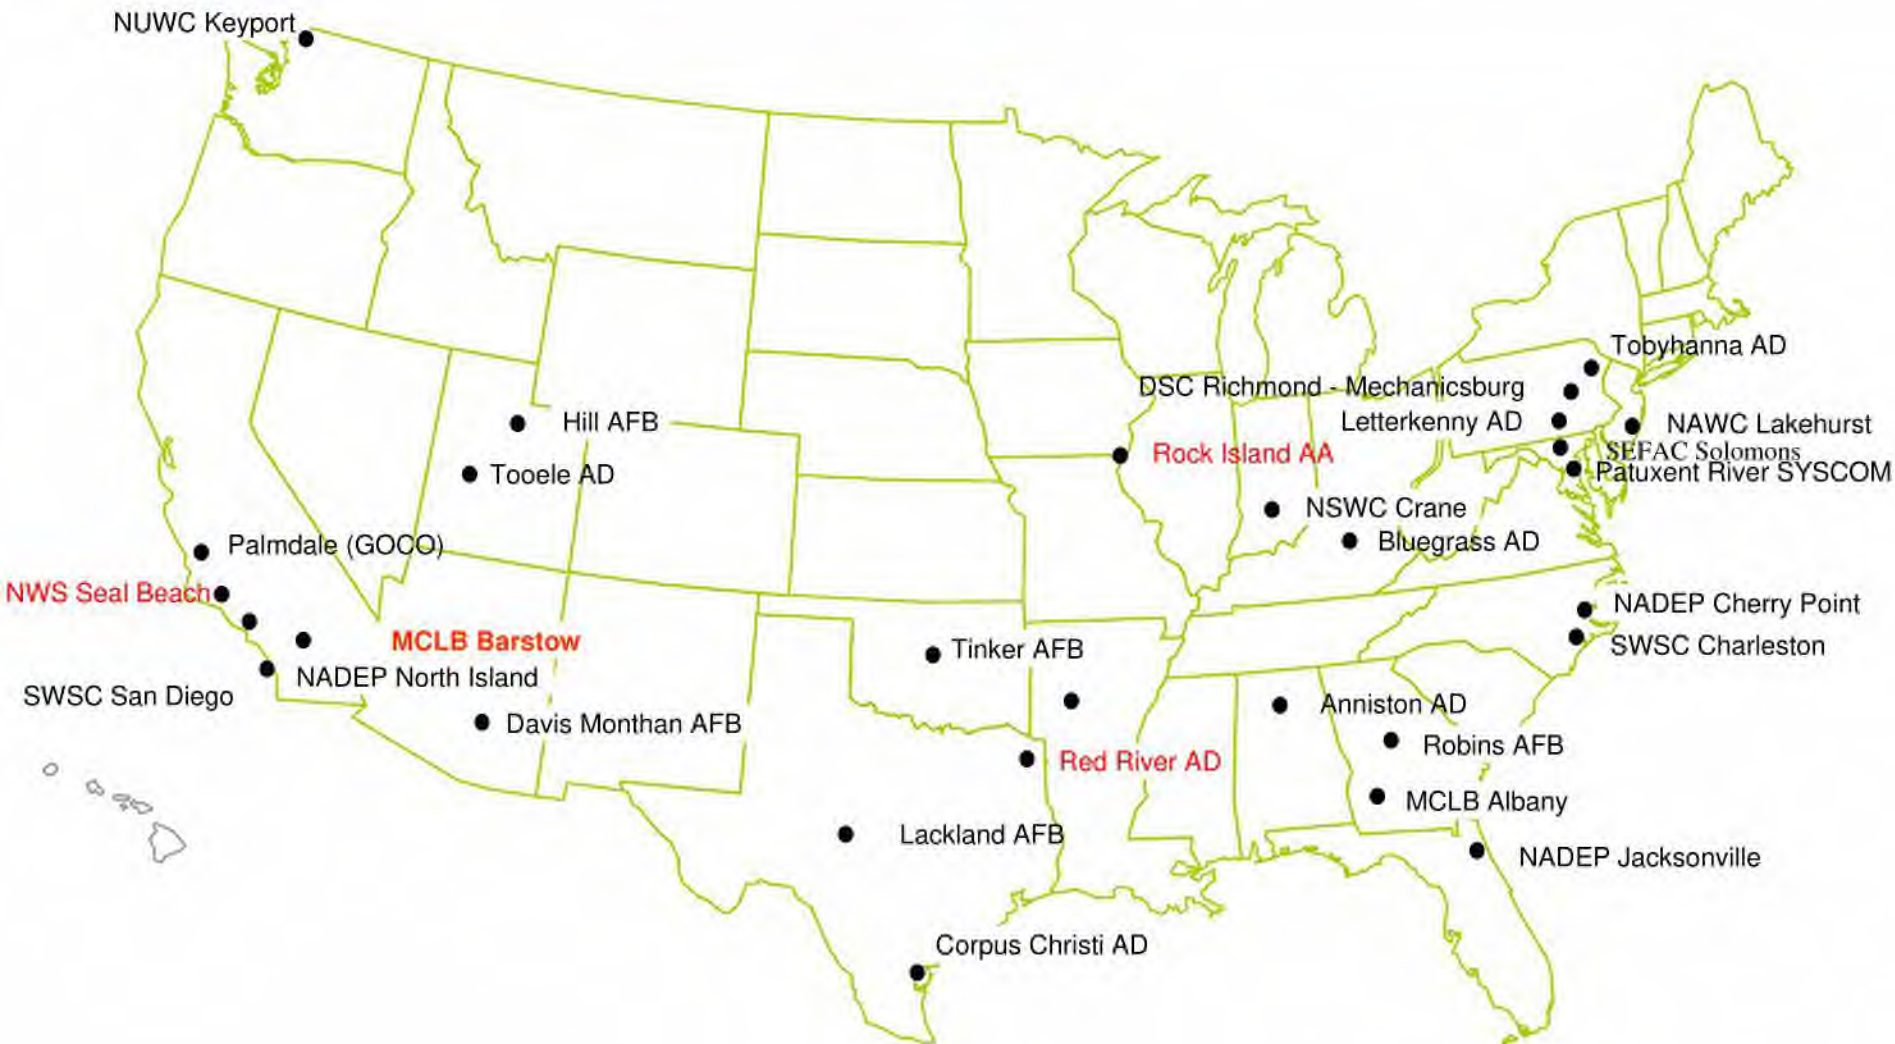 NUWC Keyport
Tobyhanna AD
DSC Richmond - Mechanicsburg
Letterkenny AD
NAWC Lakehurst
Hill AFB
Rock Island AA
SEFAC Solomons
Patuxent River SYSCOM
Tooele AD
NSWC Crane
Bluegrass AD
Palmdale (GOCO)
NWS Seal Beach
NADEP Cherry Point
MCLB Barstow
Tinker AFB
SWSC Charleston
NADEP North Island
SWSC San Diego
Davis Monthan AFB
Anniston AD
Robins AFB
Red River AD
MCLB Albany
Lackland AFB
NADEP Jacksonville
Corpus Christi AD